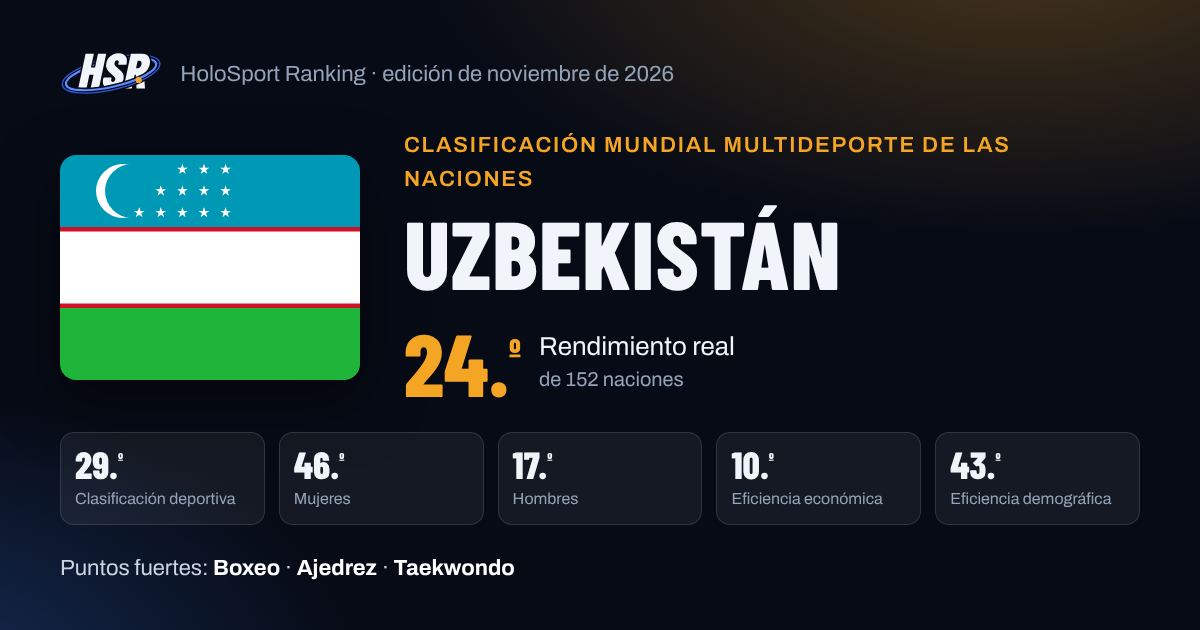 HSR
HoloSport Ranking · edición de noviembre de 2026
CLASIFICACIÓN MUNDIAL MULTIDEPORTE DE LAS
NACIONES
UZBEKISTÁN
24.º
Rendimiento real
de 152 naciones
29.º
Clasificación deportiva
46.º
Mujeres
17.º
Hombres
10.º
Eficiencia económica
43.º
Eficiencia demográfica
Puntos fuertes: Boxeo · Ajedrez · Taekwondo